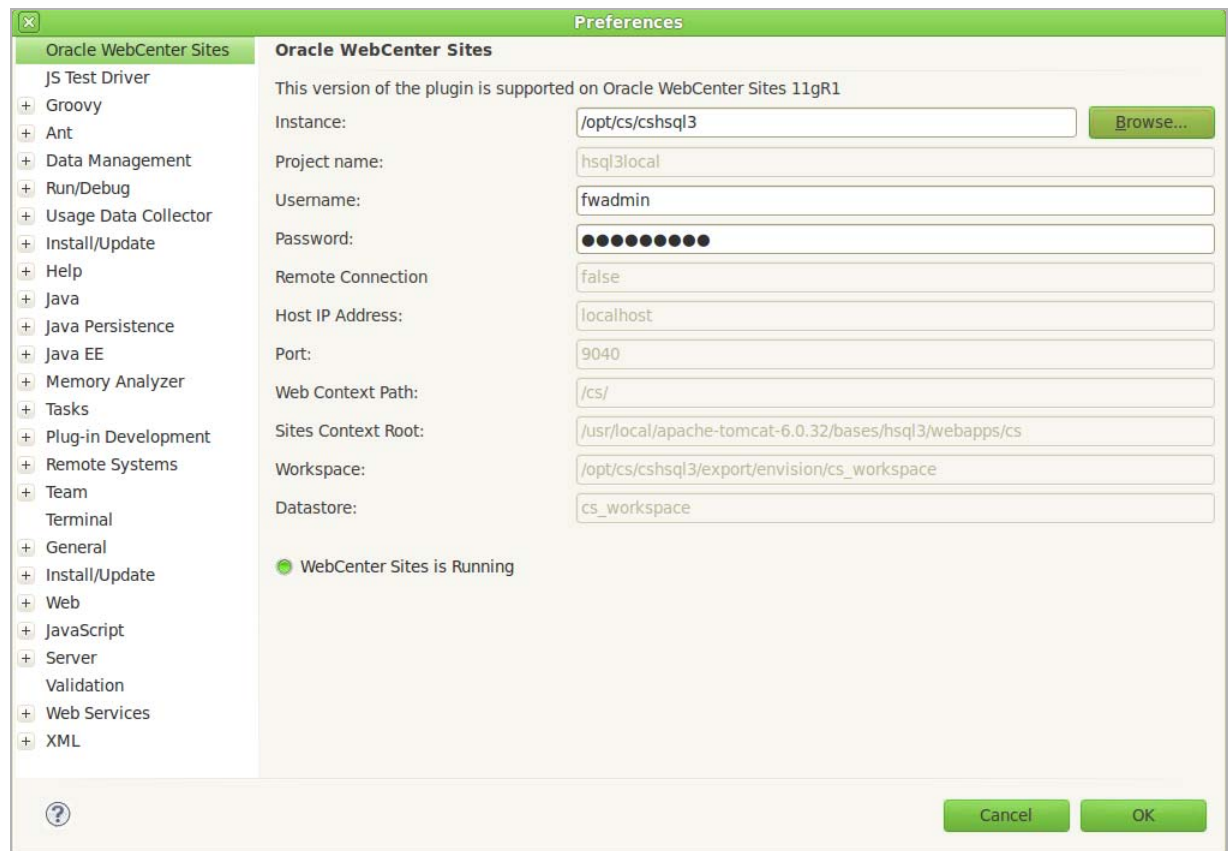 Preferences
Oracle WebCenter Sites
JS Test Driver
Groovy
Ant
Data Management
Run/Debug
Usage Data Collector
Install/Update
Help
Java
Java Persistence
Java EE
Memory Analyzer
Tasks
Plug-in Development
Remote Systems
Team
Terminal
General
Install/Update
Web
JavaScript
Server
Validation
Web Services
XML
Oracle WebCenter Sites
This version of the plugin is supported on Oracle WebCenter Sites 11gR1
Instance: /opt/cs/cshsql3 Browse...
Project name: hsql3local
Username: fwadmin
Password: ●●●●●●●●●
Remote Connection false
Host IP Address: localhost
Port: 9040
Web Context Path: /cs/
Sites Context Root: /usr/local/apache-tomcat-6.0.32/bases/hsql3/webapps/cs
Workspace: /opt/cs/cshsql3/export/envision/cs_workspace
Datastore: cs_workspace
WebCenter Sites is Running
? Cancel OK